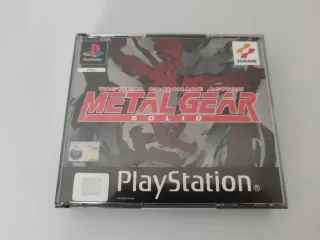 KONAMI
TACTICAL ESPIONAGE ACTION
METAL GEAR
SOLID
PlayStation®